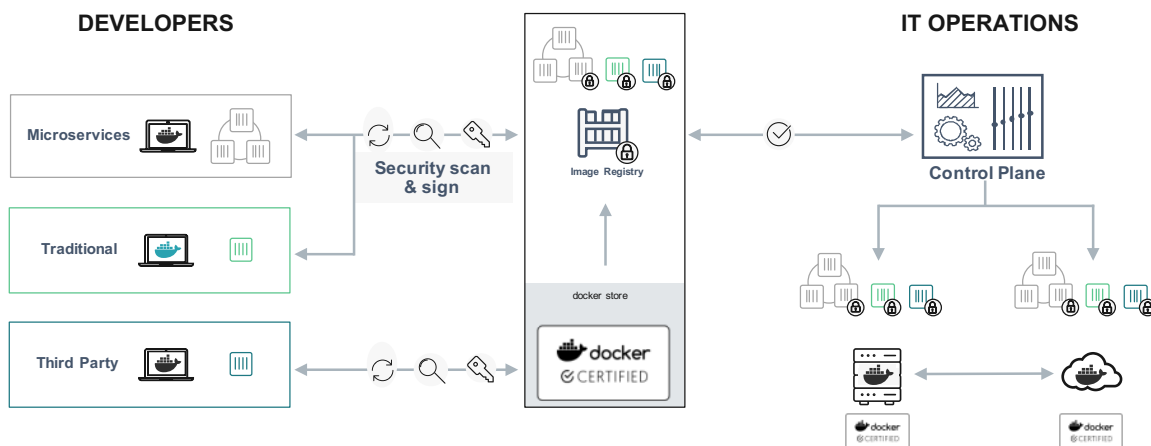 DEVELOPERS
IT OPERATIONS
Microservices
Security scan
& sign
Image Registry
Control Plane
Traditional
docker store
Third Party
docker
CERTIFIED
docker
CERTIFIED
docker
CERTIFIED